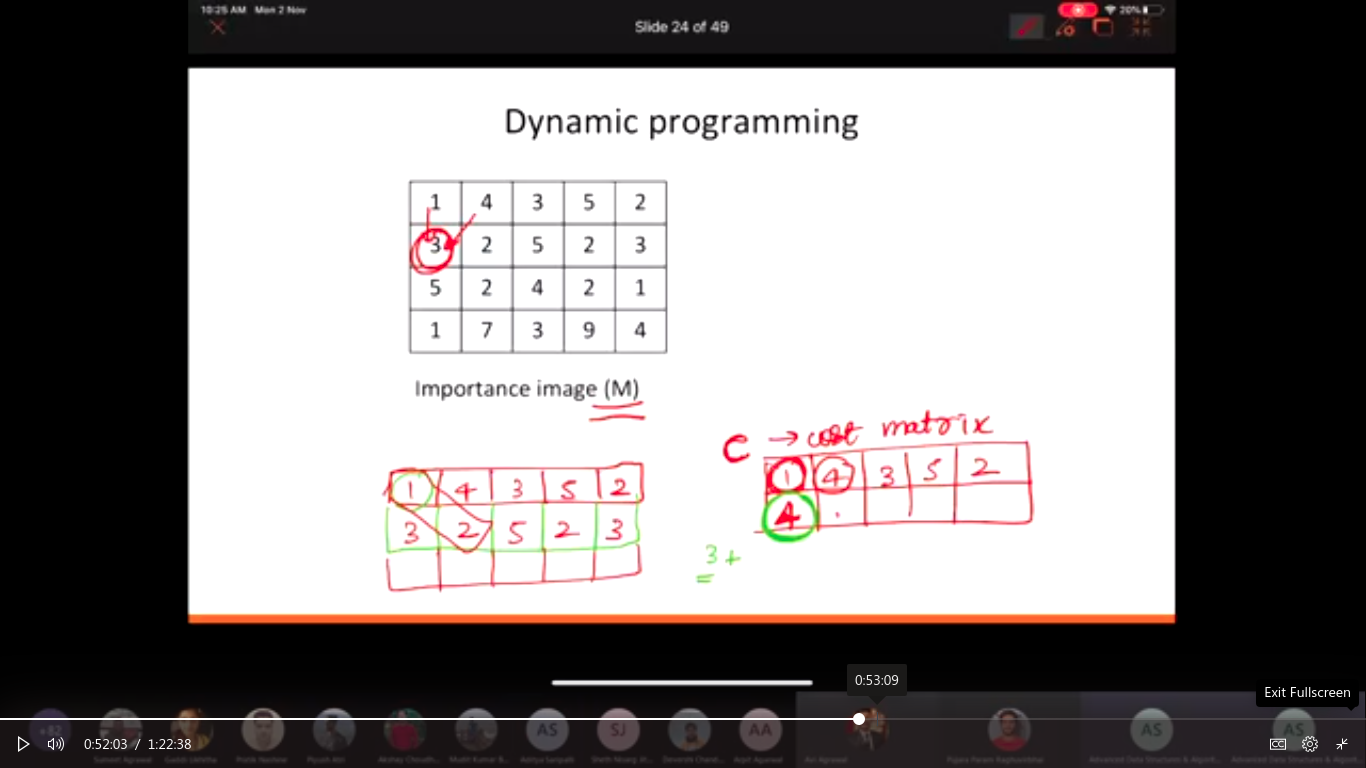 10:25 AM Mon 2 Nov
20%
Slide 24 of 49
Dynamic programming
1 4 3 5 2
3 2 5 2 3
5 2 4 2 1
1 7 3 9 4
Importance image (M)
C → cost matrix
1 4 3 5 2
4 .
1 4 3 5 2
3 2 5 2 3
3 +
0:53:09
Exit Fullscreen
AS SJ AA AS AS
0:52:03 / 1:22:38
CC